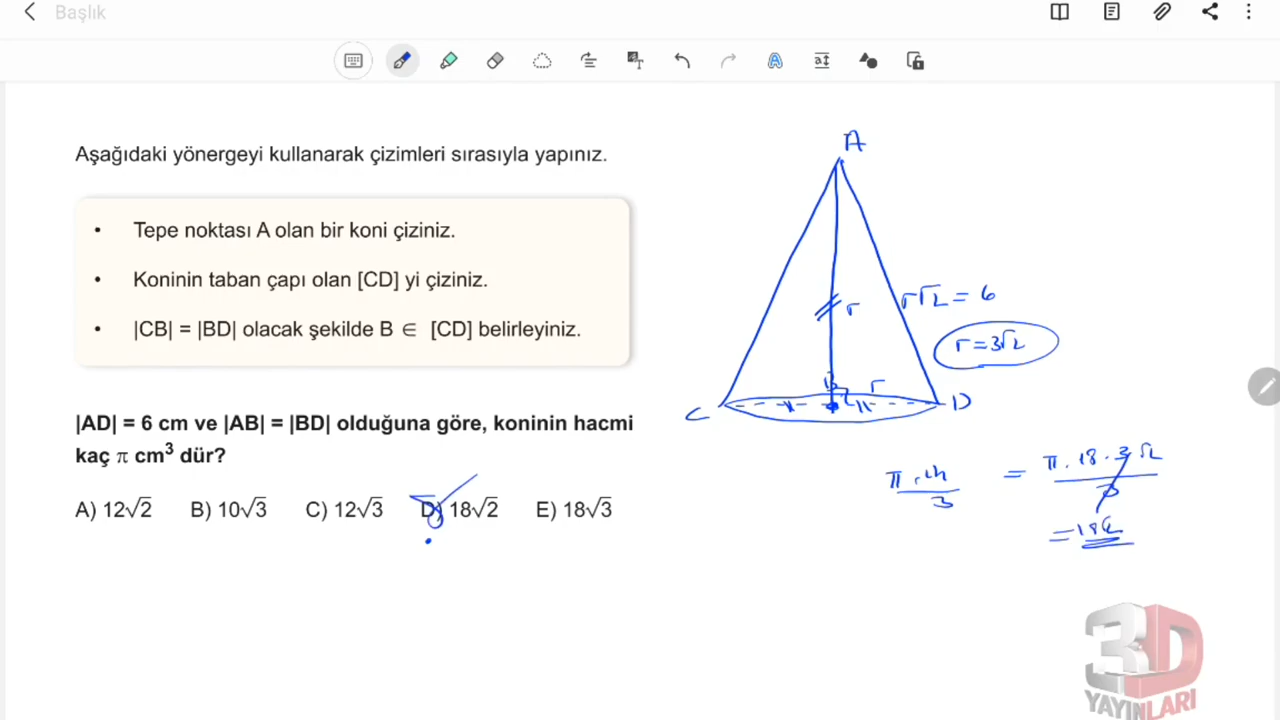 Başlık
Aşağıdaki yönergeyi kullanarak çizimleri sırasıyla yapınız.
• Tepe noktası A olan bir koni çiziniz.
• Koninin taban çapı olan [CD] yi çiziniz.
• |CB| = |BD| olacak şekilde B ∈ [CD] belirleyiniz.
|AD| = 6 cm ve |AB| = |BD| olduğuna göre, koninin hacmi
kaç π cm³ dür?
A) 12√2 B) 10√3 C) 12√3 D) 18√2 E) 18√3
A
r
r√2 = 6
r = 3√2
B
r
C
D
= π . 18 . 3√2
3
3
3D
YAYINLARI